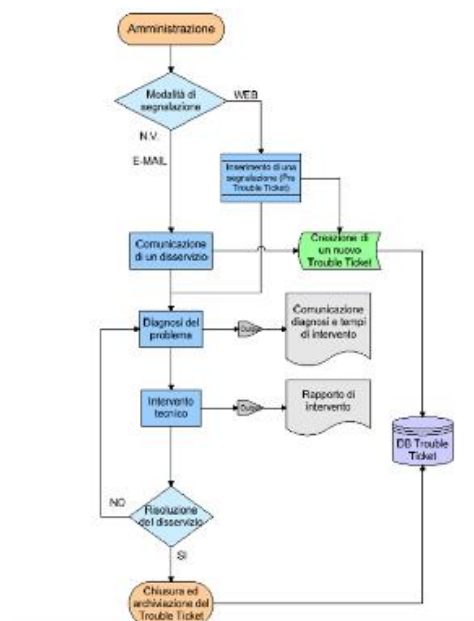 Amministrazione
Modalità di
segnalazione
WEB
N.V.
E-MAIL
Inserimento di una
segnalazione (Pre
Trouble Ticket)
Comunicazione
di un disservizio
Creazione di
un nuovo
Trouble Ticket
Diagnosi del
problema
Output
Comunicazione
diagnosi e tempi
di intervento
Intervento
tecnico
Output
Rapporto di
intervento
DB Trouble
Ticket
NO
Risoluzione
del disservizio
SI
Chiusura ed
archiviazione del
Trouble Ticket